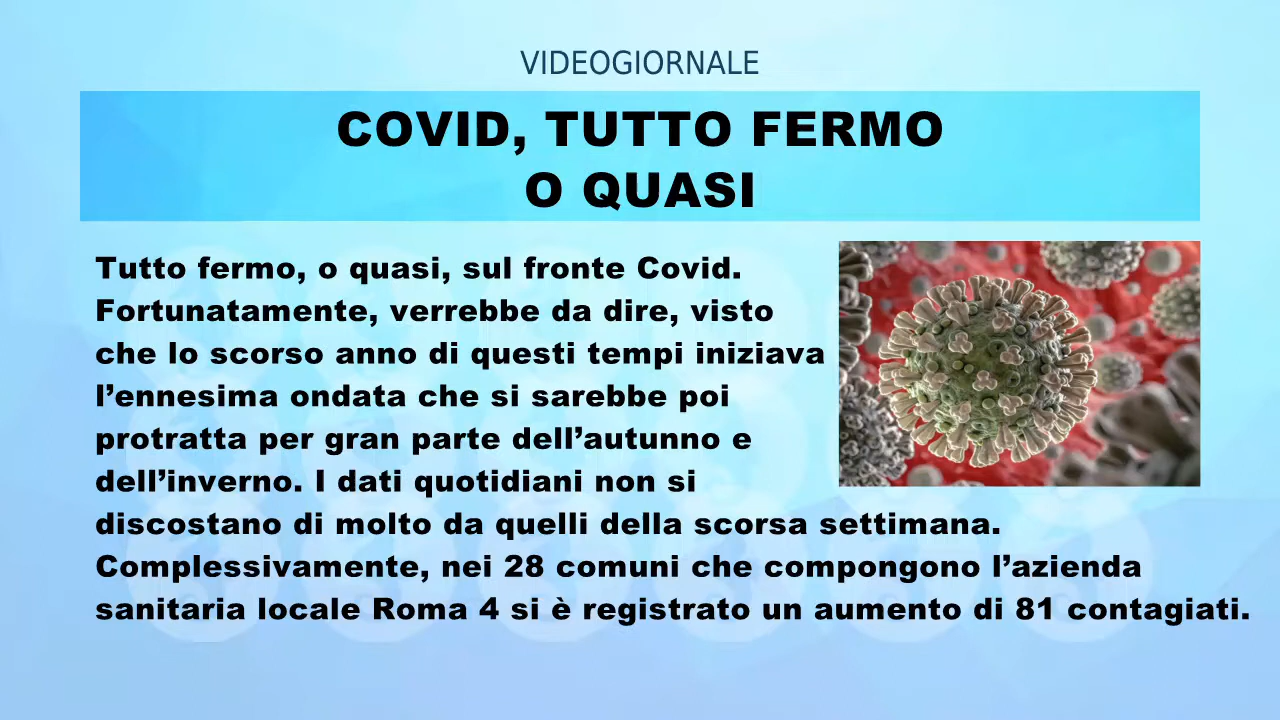 VIDEOGIORNALE
COVID, TUTTO FERMO
O QUASI
Tutto fermo, o quasi, sul fronte Covid.
Fortunatamente, verrebbe da dire, visto
che lo scorso anno di questi tempi iniziava
l’ennesima ondata che si sarebbe poi
protratta per gran parte dell’autunno e
dell’inverno. I dati quotidiani non si
discostano di molto da quelli della scorsa settimana.
Complessivamente, nei 28 comuni che compongono l’azienda
sanitaria locale Roma 4 si è registrato un aumento di 81 contagiati.